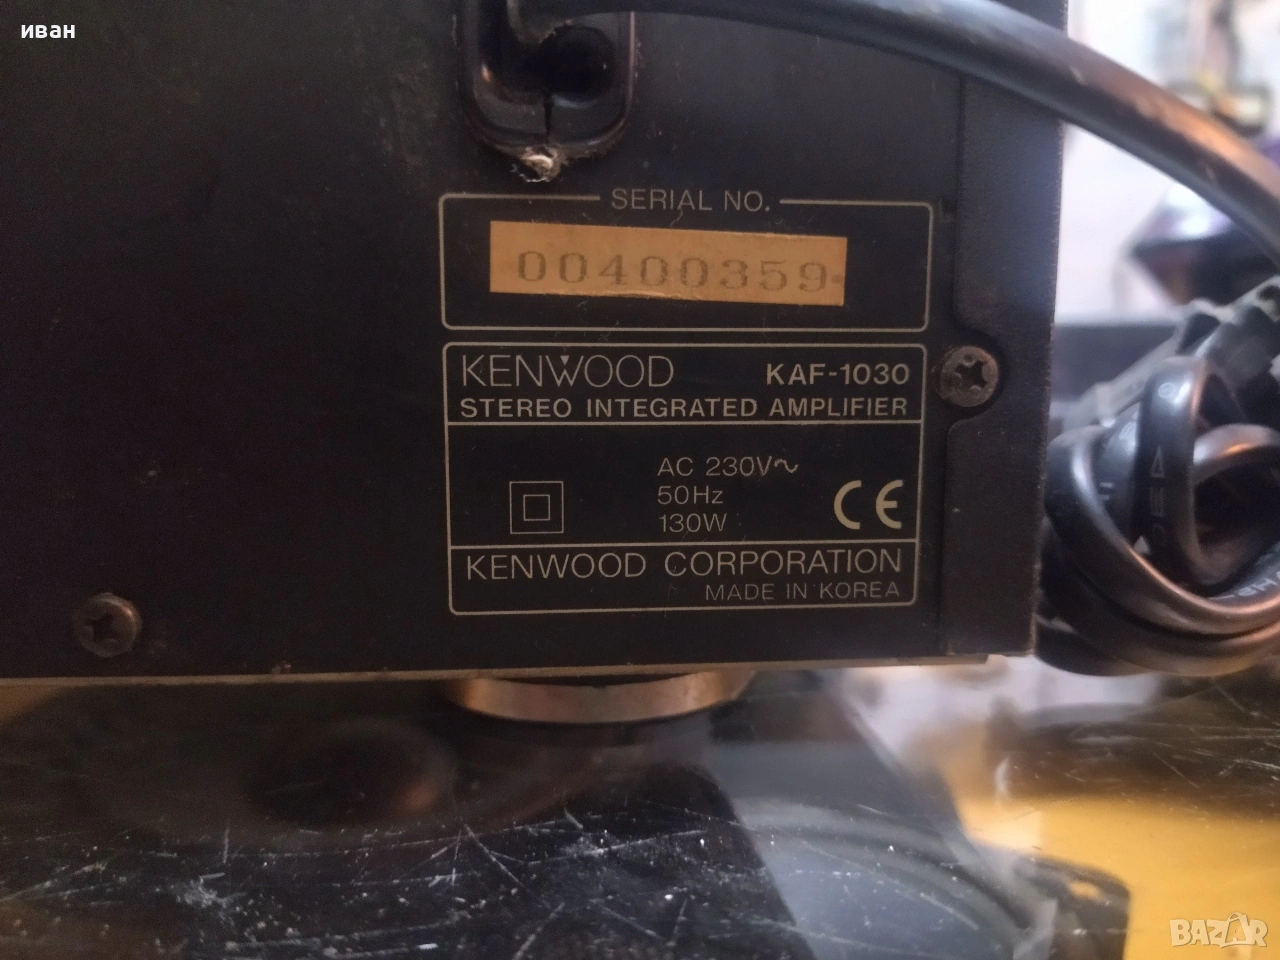 иван
SERIAL NO.
00400359
KENWOOD KAF-1030
STEREO INTEGRATED AMPLIFIER
AC 230V~
50Hz
130W
CE
KENWOOD CORPORATION
MADE IN KOREA
BAZAR